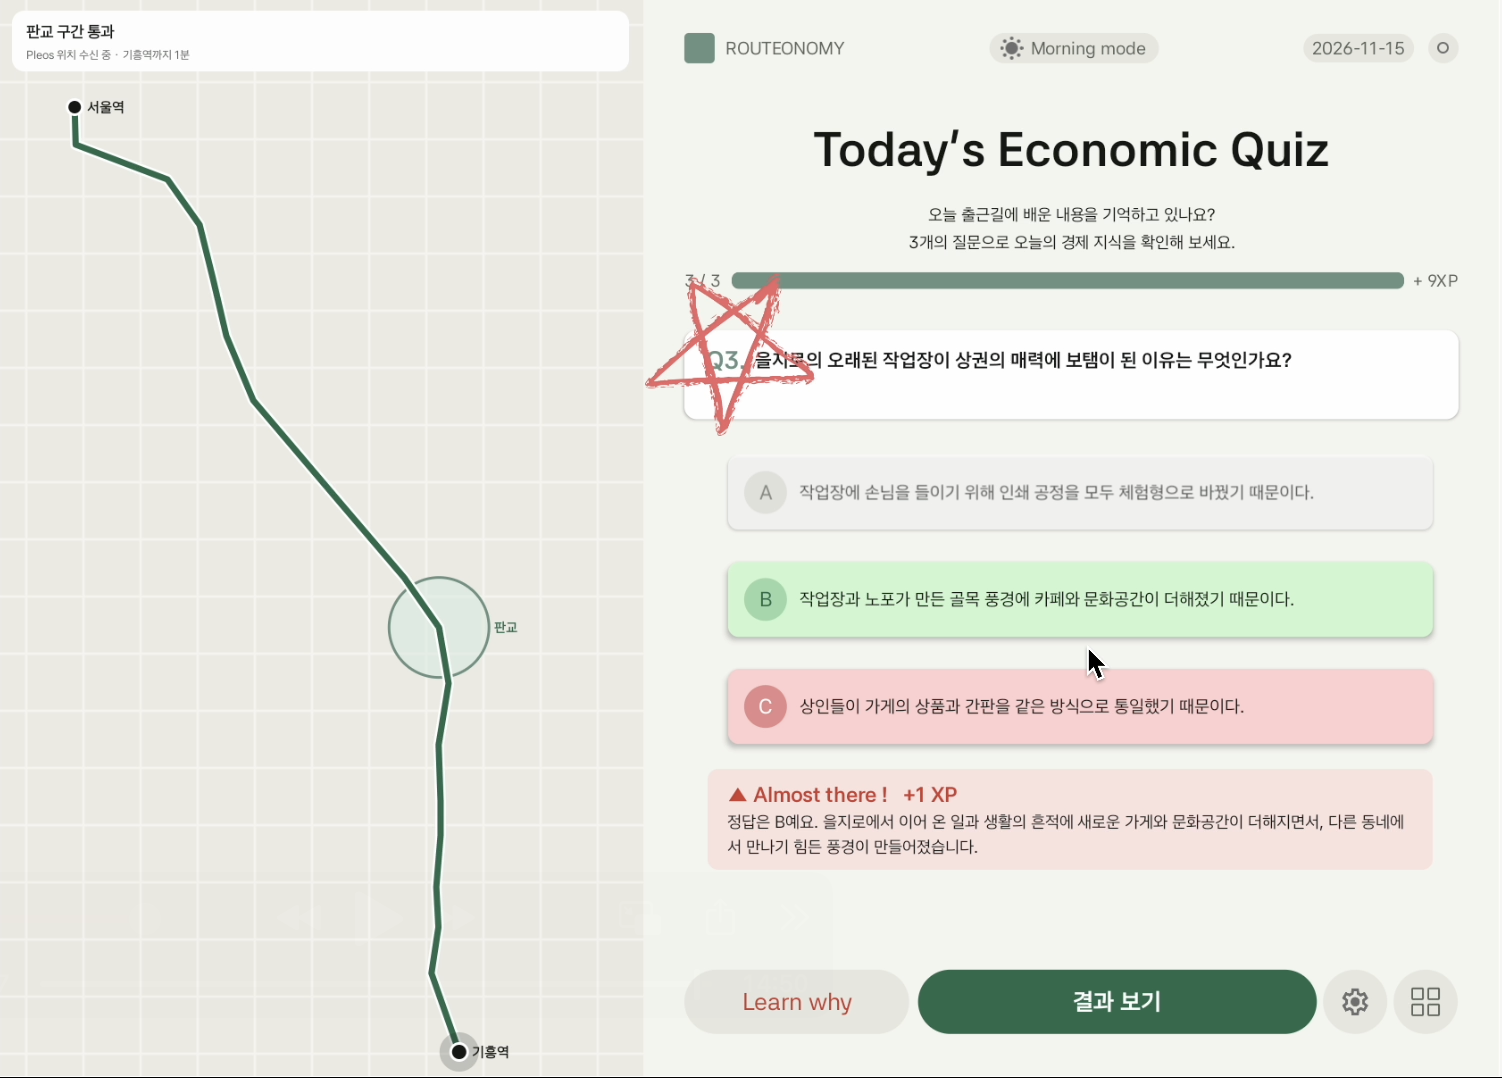 판교 구간 통과
Pleos 위치 수신 중 · 기흥역까지 1분
서울역
판교
기흥역
ROUTEONOMY
Morning mode
2026-11-15
Today's Economic Quiz
오늘 출근길에 배운 내용을 기억하고 있나요?
3개의 질문으로 오늘의 경제 지식을 확인해 보세요.
3 / 3
+ 9XP
Q3. 을지로의 오래된 작업장이 상권의 매력에 보탬이 된 이유는 무엇인가요?
A 작업장에 손님을 들이기 위해 인쇄 공정을 모두 체험형으로 바꿨기 때문이다.
B 작업장과 노포가 만든 골목 풍경에 카페와 문화공간이 더해졌기 때문이다.
C 상인들이 가게의 상품과 간판을 같은 방식으로 통일했기 때문이다.
▲ Almost there ! +1 XP
정답은 B예요. 을지로에서 이어 온 일과 생활의 흔적에 새로운 가게와 문화공간이 더해지면서, 다른 동네에
서 만나기 힘든 풍경이 만들어졌습니다.
Learn why
결과 보기